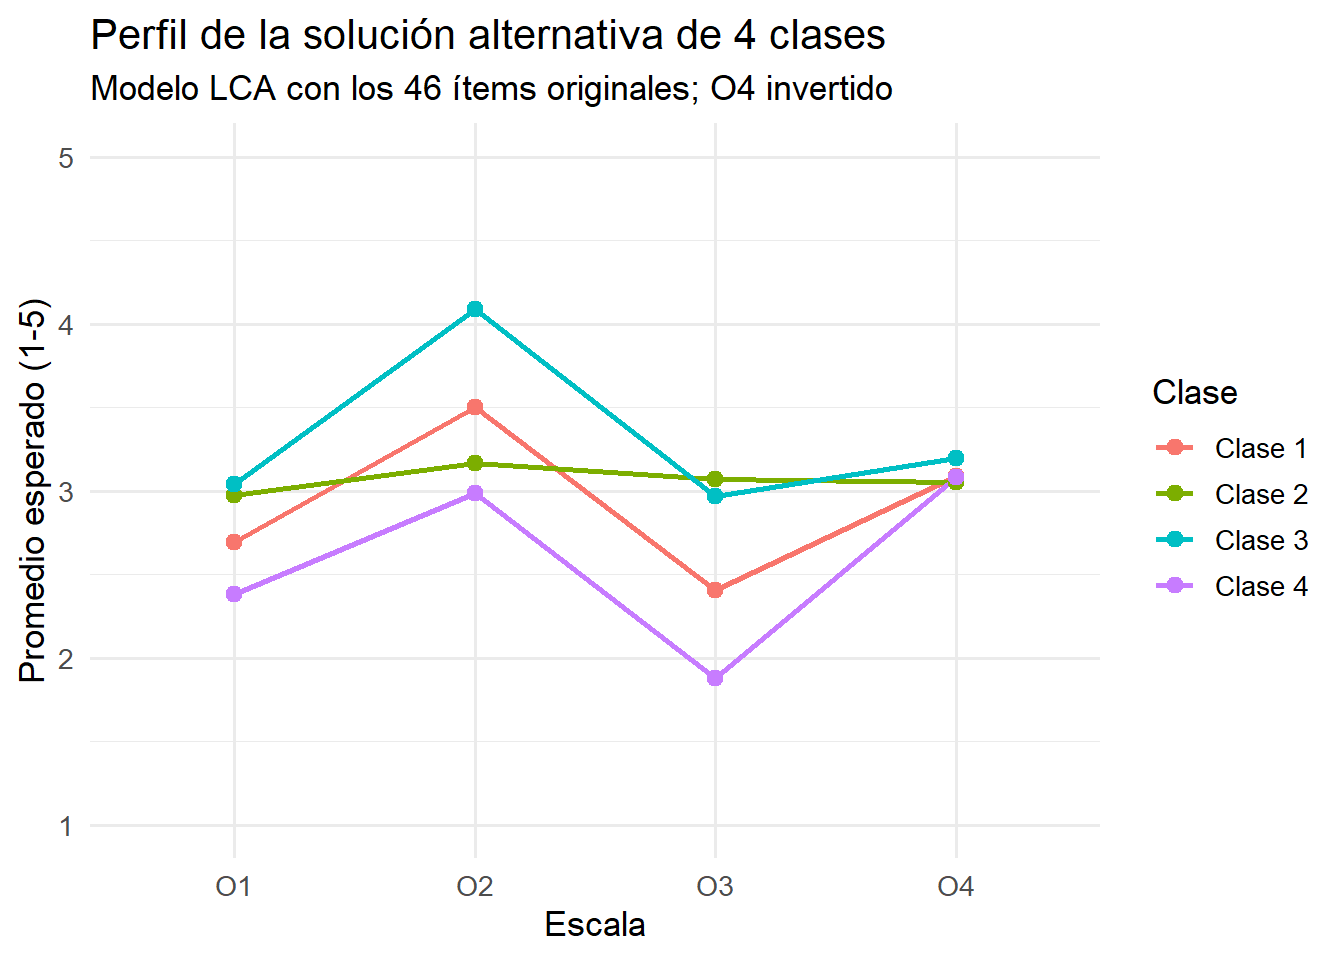 Perfil de la solución alternativa de 4 clases
Modelo LCA con los 46 ítems originales; O4 invertido
Promedio esperado (1-5)
5
4
3
2
1
O1 O2 O3 O4
Escala
Clase
Clase 1
Clase 2
Clase 3
Clase 4